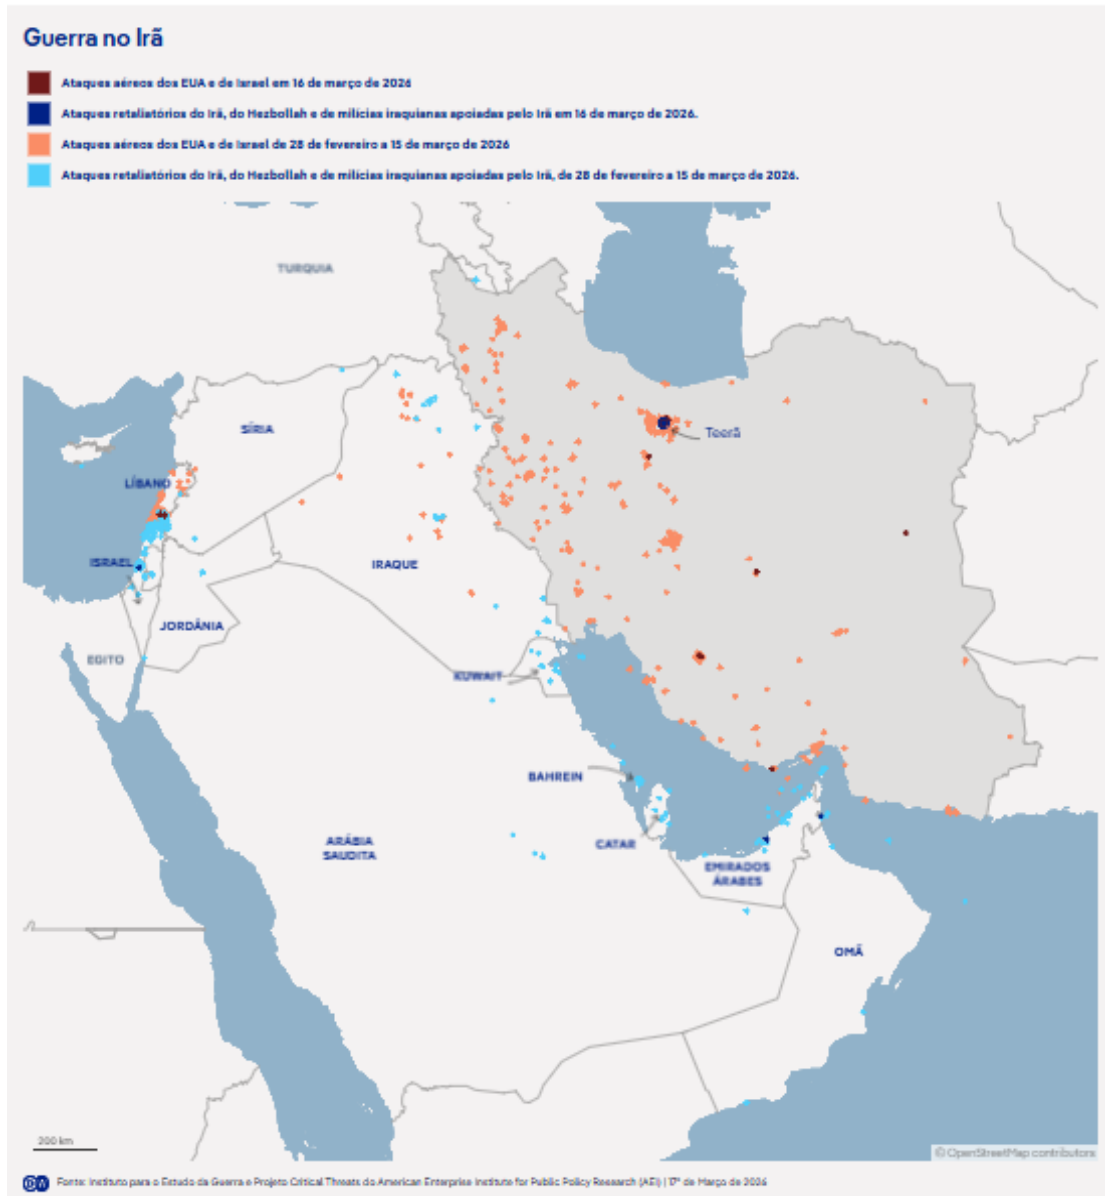 Guerra no Irã
Ataques aéreos dos EUA e de Israel em 16 de março de 2026
Ataques retaliatórios do Irã, do Hezbollah e de milícias iraquianas apoiadas pelo Irã em 16 de março de 2026.
Ataques aéreos dos EUA e de Israel de 28 de fevereiro a 15 de março de 2026
Ataques retaliatórios do Irã, do Hezbollah e de milícias iraquianas apoiadas pelo Irã, de 28 de fevereiro a 15 de março de 2026.
TURQUIA
SÍRIA
Teerã
LÍBANO
ISRAEL
IRAQUE
JORDÂNIA
EGITO
KUWAIT
BAHREIN
ARÁBIA
SAUDITA
CATAR
EMIRADOS
ÁRABES
OMÃ
200 km
© OpenStreetMap contributors
DW Fonte: Instituto para o Estudo da Guerra e Projeto Critical Threats do American Enterprise Institute for Public Policy Research (AEI) | 17º de Março de 2026